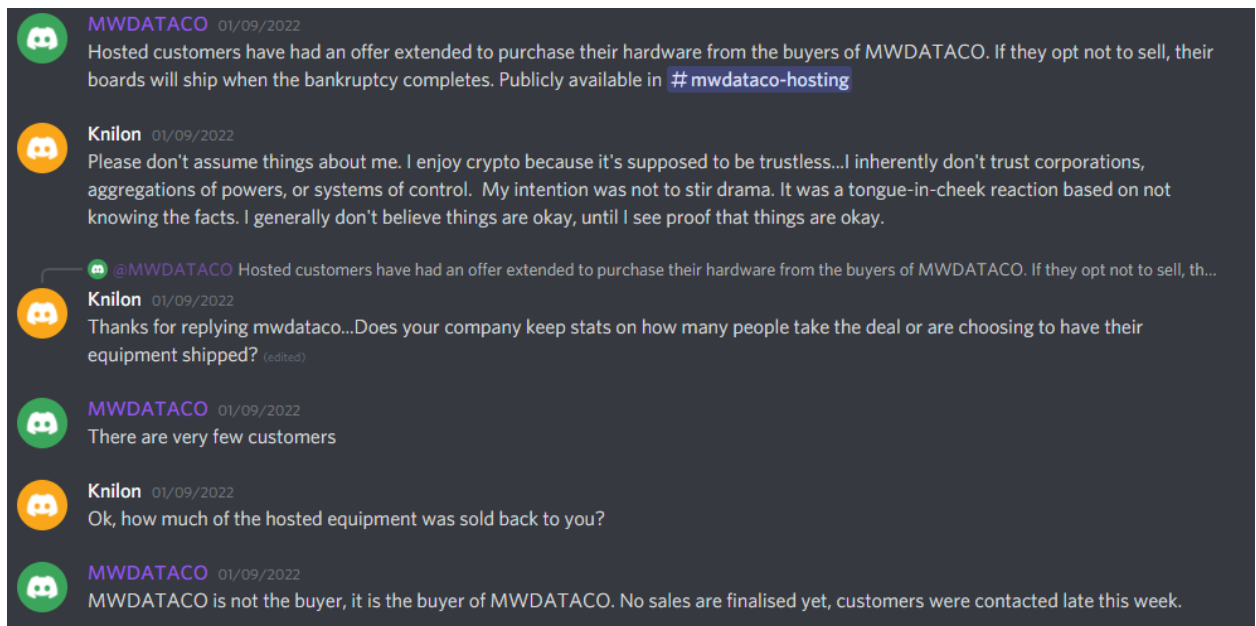 MWDATACO 01/09/2022
Hosted customers have had an offer extended to purchase their hardware from the buyers of MWDATACO. If they opt not to sell, their
boards will ship when the bankruptcy completes. Publicly available in #mwdataco-hosting
Knilon 01/09/2022
Please don't assume things about me. I enjoy crypto because it's supposed to be trustless...I inherently don't trust corporations,
aggregations of powers, or systems of control. My intention was not to stir drama. It was a tongue-in-cheek reaction based on not
knowing the facts. I generally don't believe things are okay, until I see proof that things are okay.
@MWDATACO Hosted customers have had an offer extended to purchase their hardware from the buyers of MWDATACO. If they opt not to sell, th...
Knilon 01/09/2022
Thanks for replying mwdataco...Does your company keep stats on how many people take the deal or are choosing to have their
equipment shipped? (edited)
MWDATACO 01/09/2022
There are very few customers
Knilon 01/09/2022
Ok, how much of the hosted equipment was sold back to you?
MWDATACO 01/09/2022
MWDATACO is not the buyer, it is the buyer of MWDATACO. No sales are finalised yet, customers were contacted late this week.